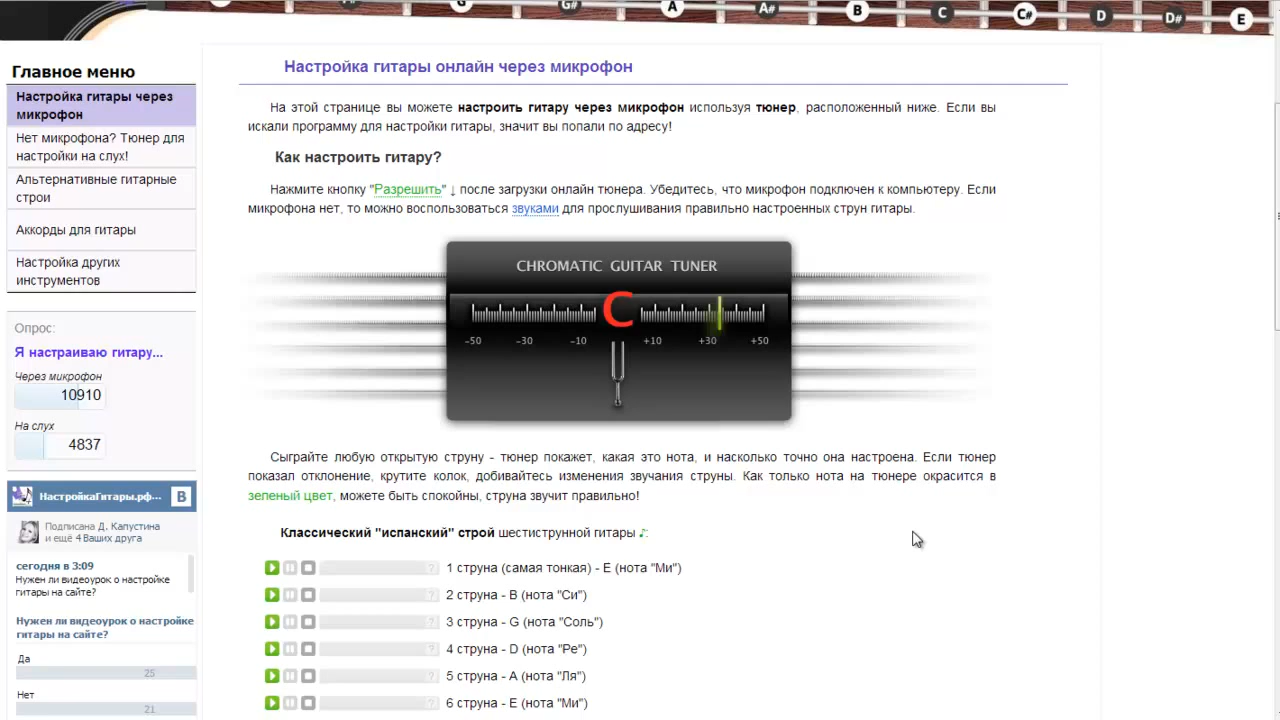 G G# A A# B C C# D D# E
Главное меню
Настройка гитары через
микрофон
Нет микрофона? Тюнер для
настройки на слух!
Альтернативные гитарные
строи
Аккорды для гитары
Настройка других
инструментов
Опрос:
Я настраиваю гитару...
Через микрофон
10910
На слух
4837
НастройкаГитары.рф... B
Подписана Д. Капустина
и ещё 4 Ваших друга
сегодня в 3:09
Нужен ли видеоурок о настройке
гитары на сайте?
Нужен ли видеоурок о настройке
гитары на сайте?
Да
25
Нет
21
Настройка гитары онлайн через микрофон
На этой странице вы можете настроить гитару через микрофон используя тюнер, расположенный ниже. Если вы
искали программу для настройки гитары, значит вы попали по адресу!
Как настроить гитару?
Нажмите кнопку "Разрешить" ↓ после загрузки онлайн тюнера. Убедитесь, что микрофон подключен к компьютеру. Если
микрофона нет, то можно воспользоваться звуками для прослушивания правильно настроенных струн гитары.
CHROMATIC GUITAR TUNER
C
-50 -30 -10 +10 +30 +50
Сыграйте любую открытую струну - тюнер покажет, какая это нота, и насколько точно она настроена. Если тюнер
показал отклонение, крутите колок, добивайтесь изменения звучания струны. Как только нота на тюнере окрасится в
зеленый цвет, можете быть спокойны, струна звучит правильно!
Классический "испанский" строй шестиструнной гитары ♪:
? 1 струна (самая тонкая) - E (нота "Ми")
? 2 струна - B (нота "Си")
? 3 струна - G (нота "Соль")
? 4 струна - D (нота "Ре")
? 5 струна - A (нота "Ля")
? 6 струна - E (нота "Ми")